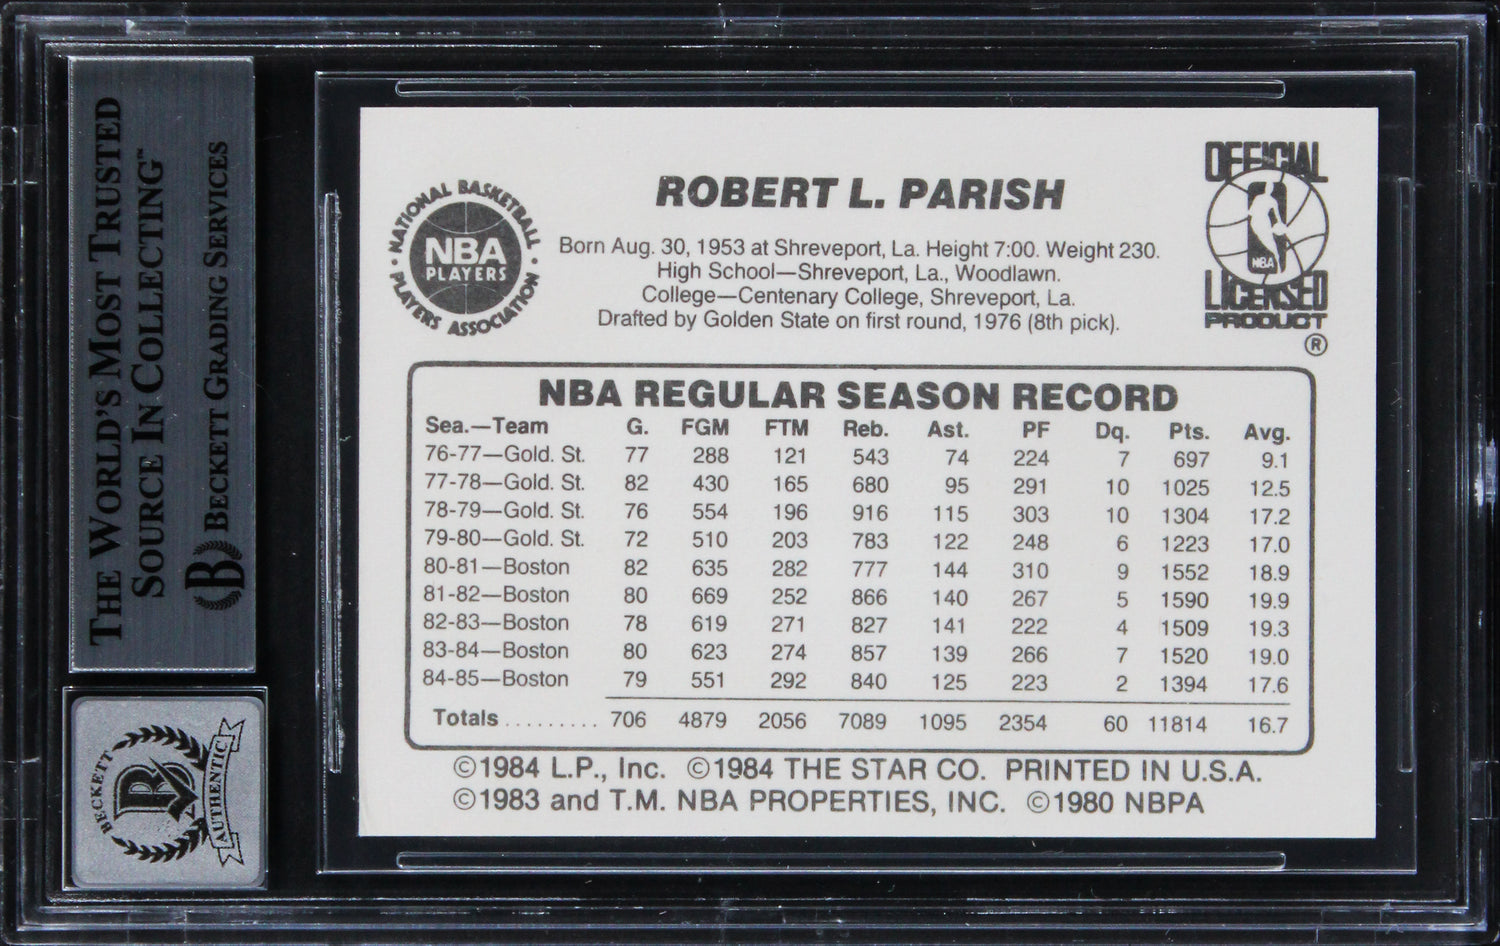 THE WORLD'S MOST TRUSTED
SOURCE IN COLLECTING™
B BECKETT GRADING SERVICES
BECKETT
B
AUTHENTIC
NATIONAL BASKETBALL
NBA
PLAYERS
PLAYERS ASSOCIATION
ROBERT L. PARISH
Born Aug. 30, 1953 at Shreveport, La. Height 7:00. Weight 230.
High School—Shreveport, La., Woodlawn.
College—Centenary College, Shreveport, La.
Drafted by Golden State on first round, 1976 (8th pick).
OFFICIAL
NBA
LICENSED
PRODUCT
®
NBA REGULAR SEASON RECORD
Sea.—Team G. FGM FTM Reb. Ast. PF Dq. Pts. Avg.
76-77—Gold. St. 77 288 121 543 74 224 7 697 9.1
77-78—Gold. St. 82 430 165 680 95 291 10 1025 12.5
78-79—Gold. St. 76 554 196 916 115 303 10 1304 17.2
79-80—Gold. St. 72 510 203 783 122 248 6 1223 17.0
80-81—Boston 82 635 282 777 144 310 9 1552 18.9
81-82—Boston 80 669 252 866 140 267 5 1590 19.9
82-83—Boston 78 619 271 827 141 222 4 1509 19.3
83-84—Boston 80 623 274 857 139 266 7 1520 19.0
84-85—Boston 79 551 292 840 125 223 2 1394 17.6
Totals ......... 706 4879 2056 7089 1095 2354 60 11814 16.7
©1984 L.P., Inc. ©1984 THE STAR CO. PRINTED IN U.S.A.
©1983 and T.M. NBA PROPERTIES, INC. ©1980 NBPA